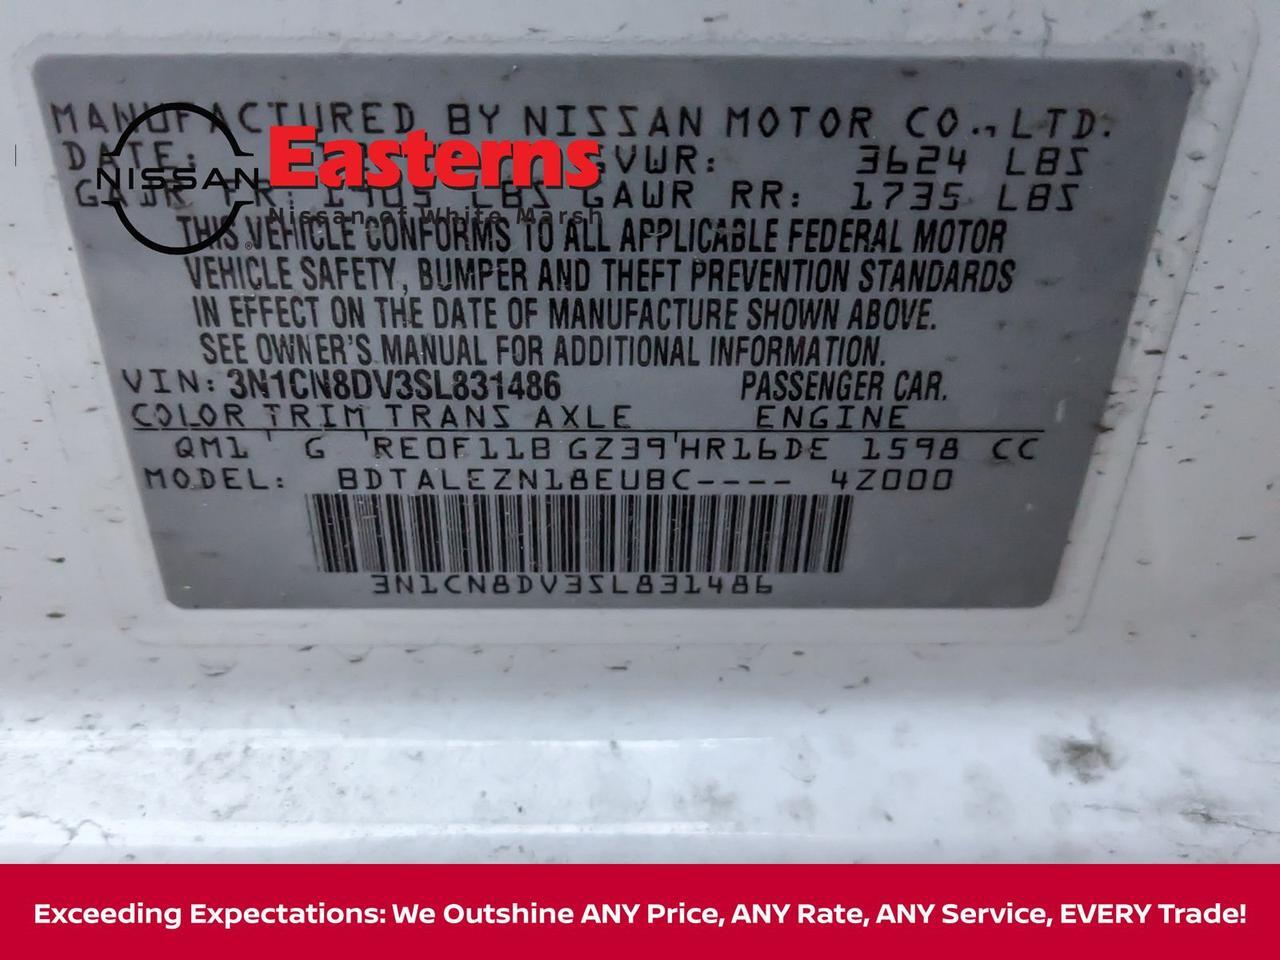 MANUFACTURED BY NISSAN MOTOR CO., LTD.
DATE: GVWR: 3624 LBS
GAWR FR: 1903 LBS GAWR RR: 1735 LBS
NISSAN
Easterns
Nissan of White Marsh
THIS VEHICLE CONFORMS TO ALL APPLICABLE FEDERAL MOTOR
VEHICLE SAFETY, BUMPER AND THEFT PREVENTION STANDARDS
IN EFFECT ON THE DATE OF MANUFACTURE SHOWN ABOVE.
SEE OWNER'S MANUAL FOR ADDITIONAL INFORMATION.
VIN: 3N1CN8DV3SL831486 PASSENGER CAR.
COLOR TRIM TRANS AXLE ENGINE
QM1 G RE0F11B GZ39 HR16DE 1598 CC
MODEL: BDTALEZN18EUBC---- 4Z000
3N1CN8DV3SL831486
Exceeding Expectations: We Outshine ANY Price, ANY Rate, ANY Service, EVERY Trade!